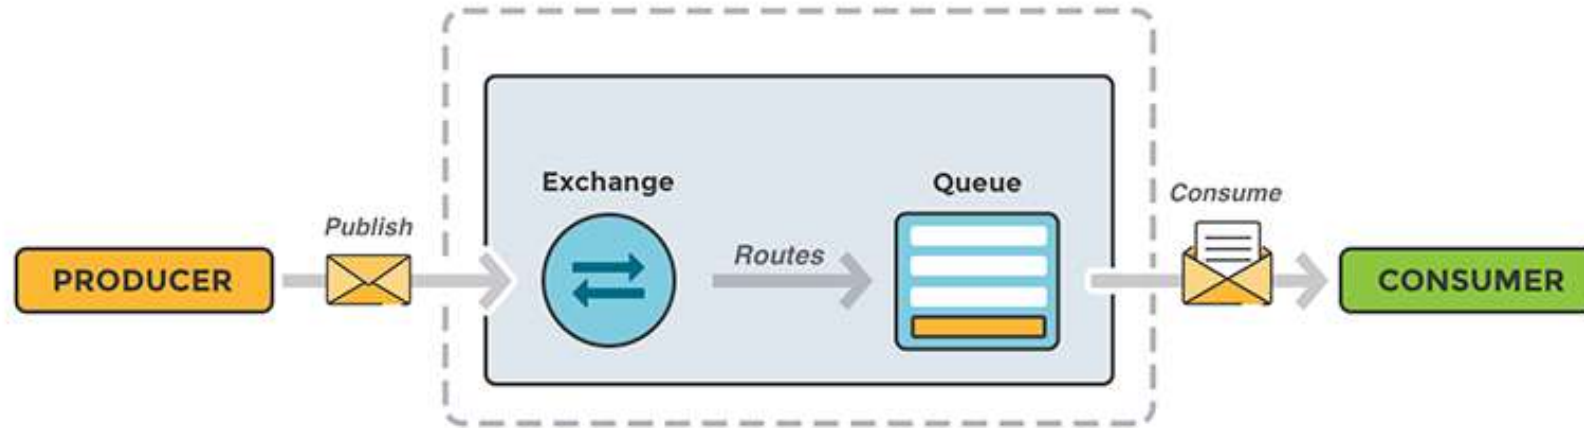 Exchange
Queue
Consume
Publish
Routes
PRODUCER
CONSUMER